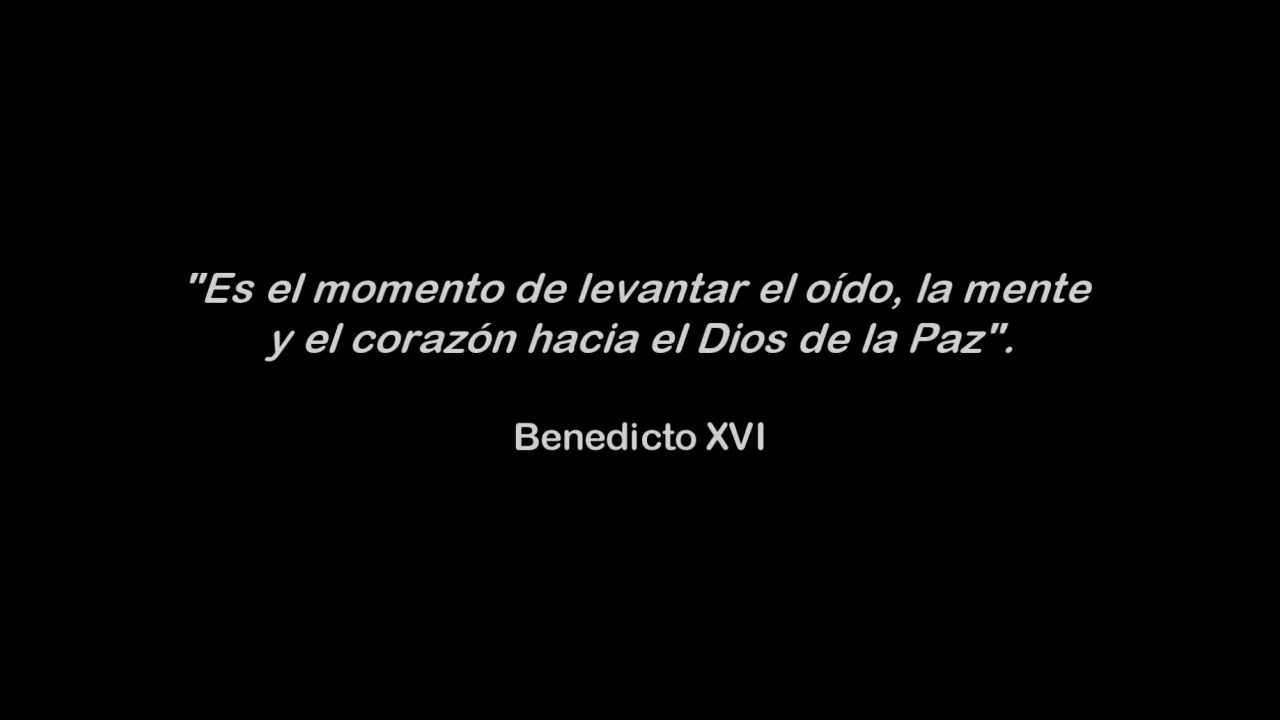 "Es el momento de levantar el oído, la mente
y el corazón hacia el Dios de la Paz".
Benedicto XVI